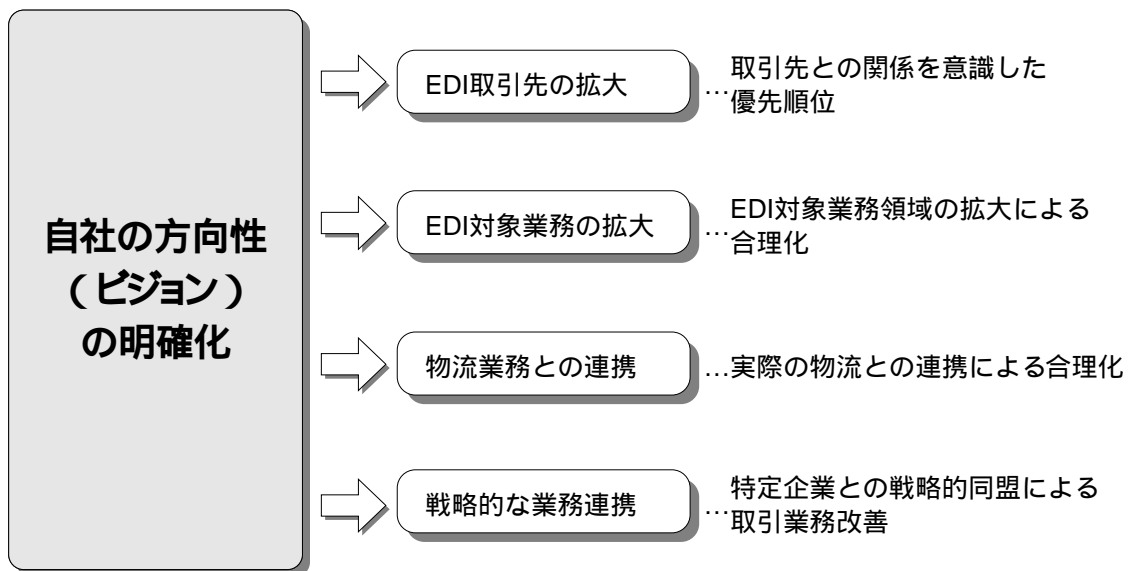 自社の方向性
（ビジョン）
の明確化
EDI取引先の拡大
…取引先との関係を意識した
優先順位
EDI対象業務の拡大
…EDI対象業務領域の拡大による
合理化
物流業務との連携
…実際の物流との連携による合理化
戦略的な業務連携
…特定企業との戦略的同盟による
取引業務改善